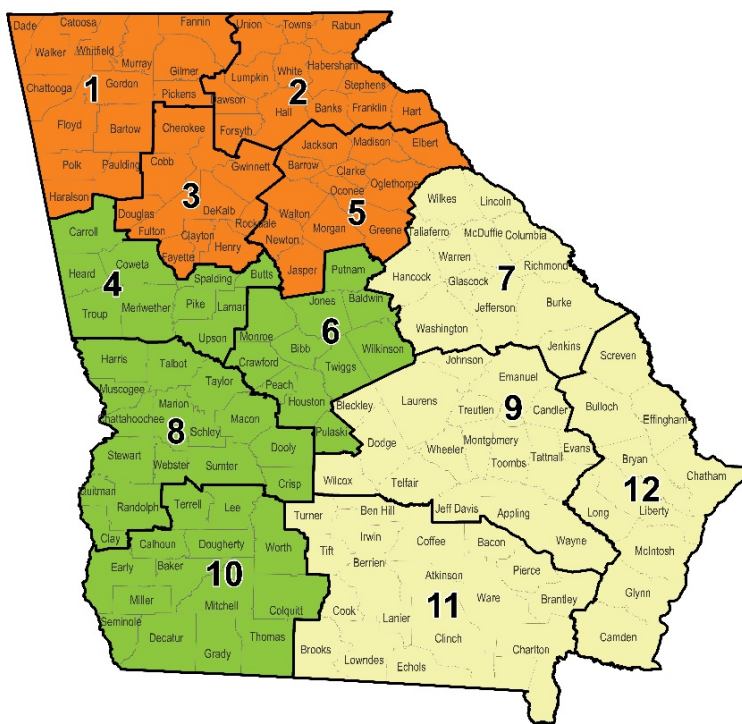 Dade
Catoosa
Fannin
Walker
Whitfield
Murray
Chattooga
Gordon
Gilmer
Pickens
1
Floyd
Bartow
Polk
Paulding
Haralson
Union
Towns
Rabun
Lumpkin
White
Habersham
Stephens
Dawson
2
Hall
Banks
Franklin
Hart
Forsyth
Cherokee
Cobb
Gwinnett
3
Douglas
DeKalb
Fulton
Clayton
Rockdale
Fayette
Henry
Carroll
Coweta
Heard
4
Spalding
Butts
Troup
Meriwether
Pike
Lamar
Upson
Jackson
Madison
Elbert
Barrow
Clarke
Oconee
Oglethorpe
Walton
5
Morgan
Greene
Newton
Jasper
Putnam
Jones
Baldwin
Monroe
6
Bibb
Wilkinson
Crawford
Twiggs
Peach
Houston
Pulaski
Wilkes
Lincoln
Taliaferro
McDuffie
Columbia
Warren
Richmond
Hancock
Glascock
7
Jefferson
Burke
Washington
Jenkins
Harris
Talbot
Taylor
Muscogee
Marion
Chattahoochee
8
Schley
Macon
Stewart
Webster
Sumter
Dooly
Crisp
Quitman
Randolph
Clay
Johnson
Emanuel
Bleckley
Laurens
Treutlen
9
Candler
Dodge
Wheeler
Montgomery
Toombs
Tattnall
Evans
Wilcox
Telfair
Jeff Davis
Appling
Wayne
Terrell
Lee
Calhoun
Dougherty
Worth
Early
Baker
10
Miller
Mitchell
Colquitt
Seminole
Decatur
Grady
Thomas
Turner
Ben Hill
Tift
Irwin
Coffee
Bacon
Berrien
Pierce
Atkinson
Cook
Lanier
11
Ware
Brantley
Clinch
Brooks
Lowndes
Echols
Charlton
Screven
Bulloch
Effingham
Bryan
Chatham
12
Long
Liberty
McIntosh
Glynn
Camden